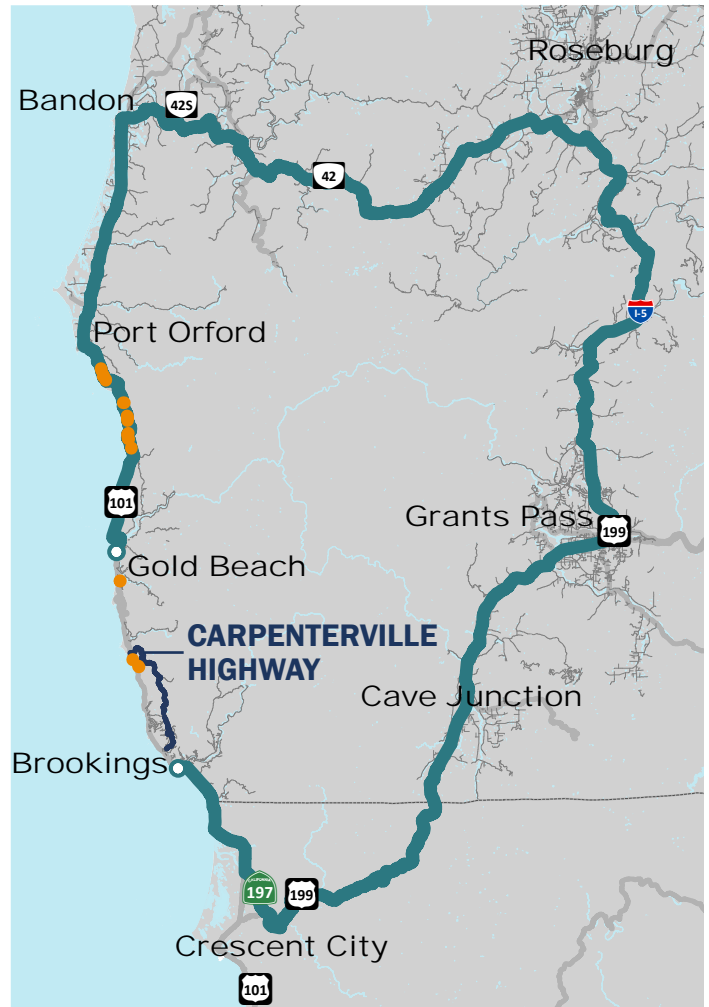 Roseburg
Bandon
42S
42
I-5
Port Orford
101
Grants Pass
199
Gold Beach
CARPENTERVILLE
HIGHWAY
Cave Junction
Brookings
CALIFORNIA
197
199
Crescent City
101